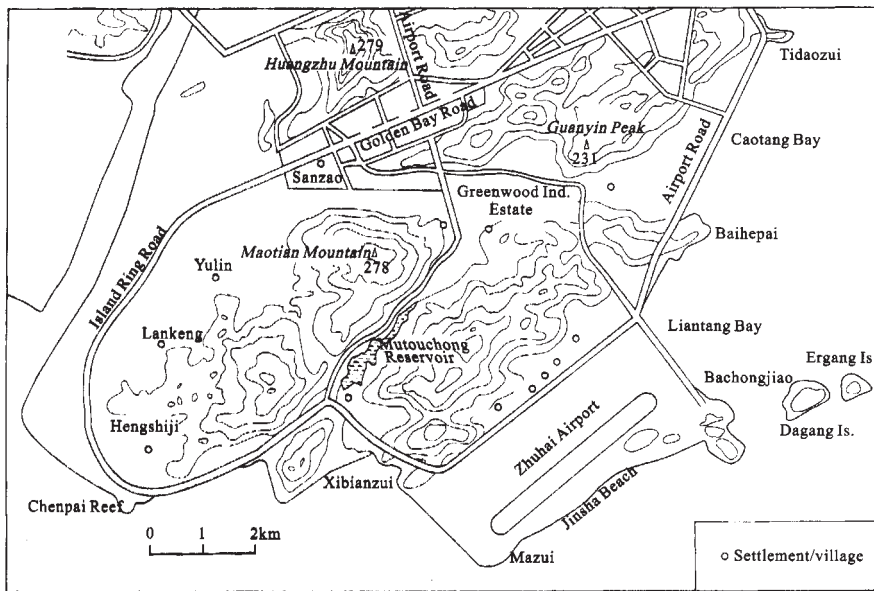 279
Huangzhu Mountain
Airport Road
Tidaozui
Golden Bay Road
Guanyin Peak
231
Caotang Bay
Airport Road
Sanzao
Greenwood Ind.
Estate
Baihepai
Island Ring Road
Maotian Mountain
278
Yulin
Lankeng
Mutouchong
Reservoir
Liantang Bay
Ergang Is
Bachongjiao
Dagang Is.
Hengshiji
Zhuhai Airport
Xibianzui
Jinsha Beach
Chenpai Reef
0 1 2km
Mazui
Settlement/village